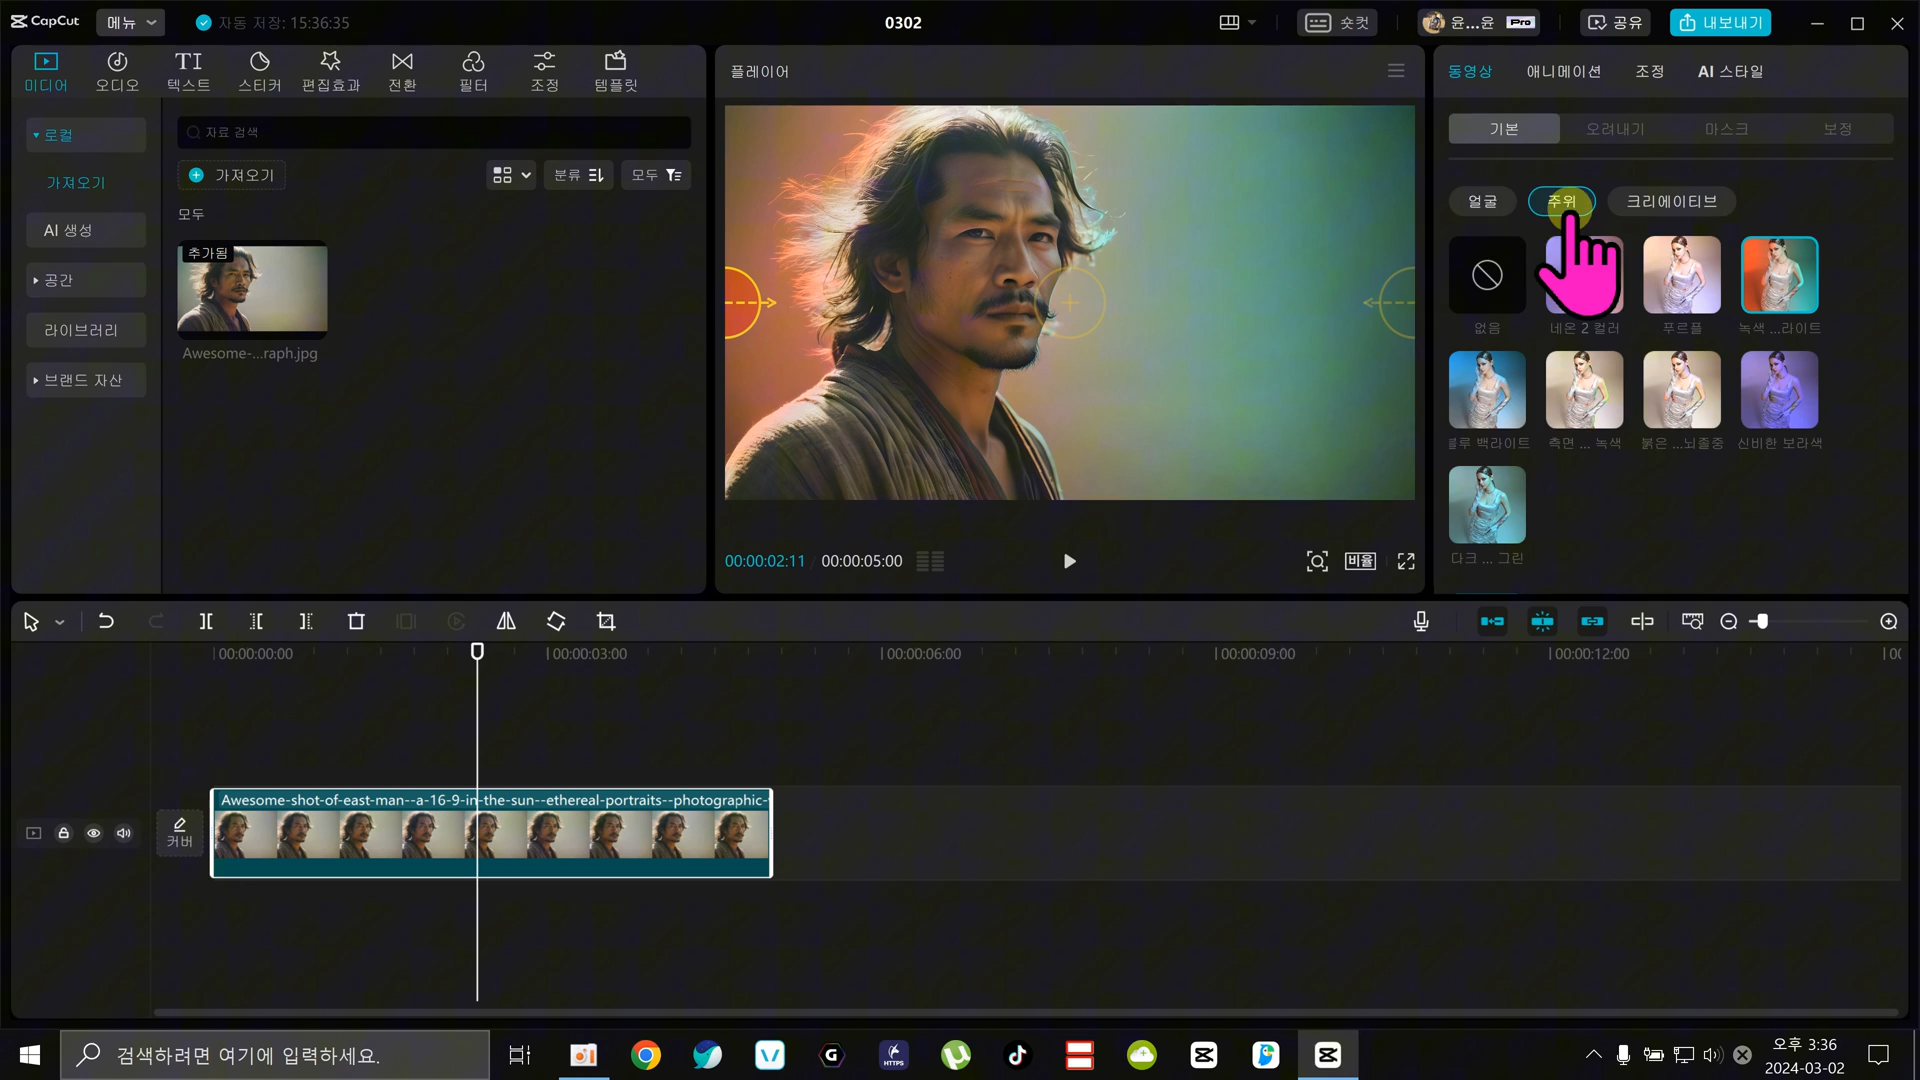 CapCut
메뉴
자동 저장: 15:36:35
0302
숏컷
윤...윤 Pro
공유
내보내기
미디어
오디오
텍스트
스티커
편집효과
전환
필터
조정
템플릿
로컬
가져오기
AI 생성
공간
라이브러리
브랜드 자산
자료 검색
가져오기
분류
모두
모두
추가됨
Awesome-...raph.jpg
플레이어
00:00:02:11
00:00:05:00
비율
동영상
애니메이션
조정
AI 스타일
기본
오려내기
마스크
보정
얼굴
주위
크리에이티브
없음
네온 2 컬러
푸르플
녹색 ...라이트
블루 백라이트
측면 ... 녹색
붉은 ...뇌졸중
신비한 보라색
다크 ... 그린
00:00:00:00
00:00:03:00
00:00:06:00
00:00:09:00
00:00:12:00
커버
Awesome-shot-of-east-man--a-16-9-in-the-sun--ethereal-portraits--photographic-
검색하려면 여기에 입력하세요.
HTTPS
오후 3:36
2024-03-02